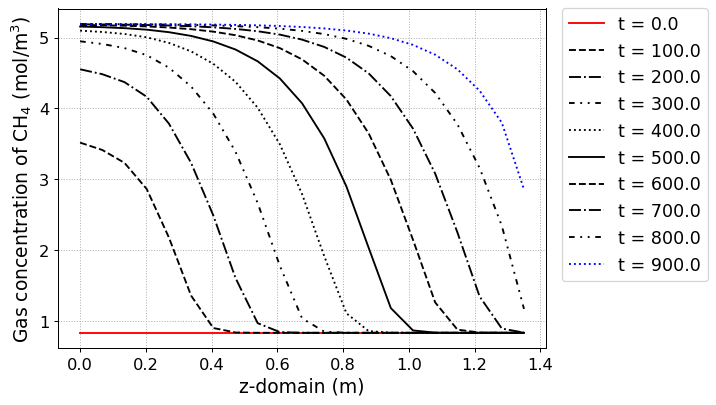 Gas concentration of CH₄ (mol/m³)
5
4
3
2
1
0.0 0.2 0.4 0.6 0.8 1.0 1.2 1.4
z-domain (m)
t = 0.0
t = 100.0
t = 200.0
t = 300.0
t = 400.0
t = 500.0
t = 600.0
t = 700.0
t = 800.0
t = 900.0